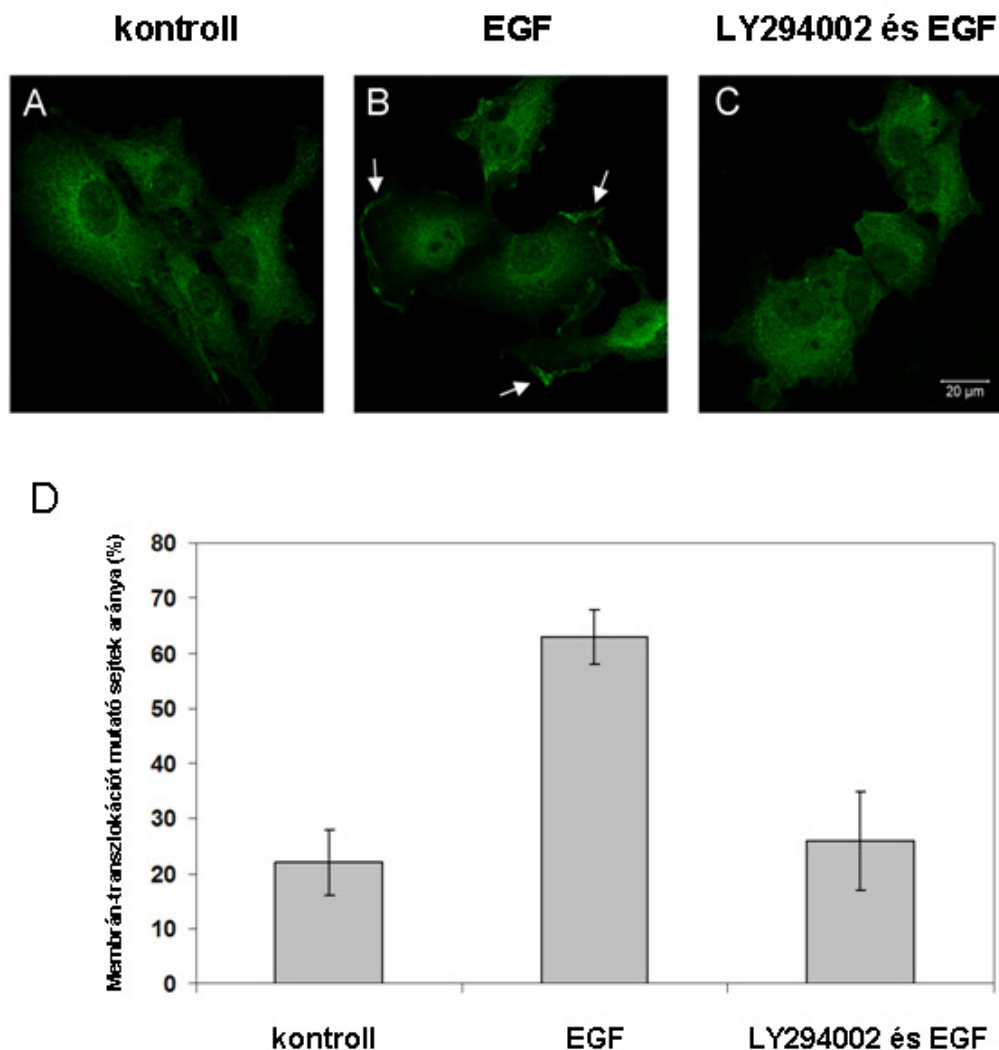 kontroll
EGF
LY294002 és EGF
A
B
C
20 µm
D
Membrán-transzlokációt mutató sejtek aránya (%)
80
70
60
50
40
30
20
10
0
kontroll
EGF
LY294002 és EGF